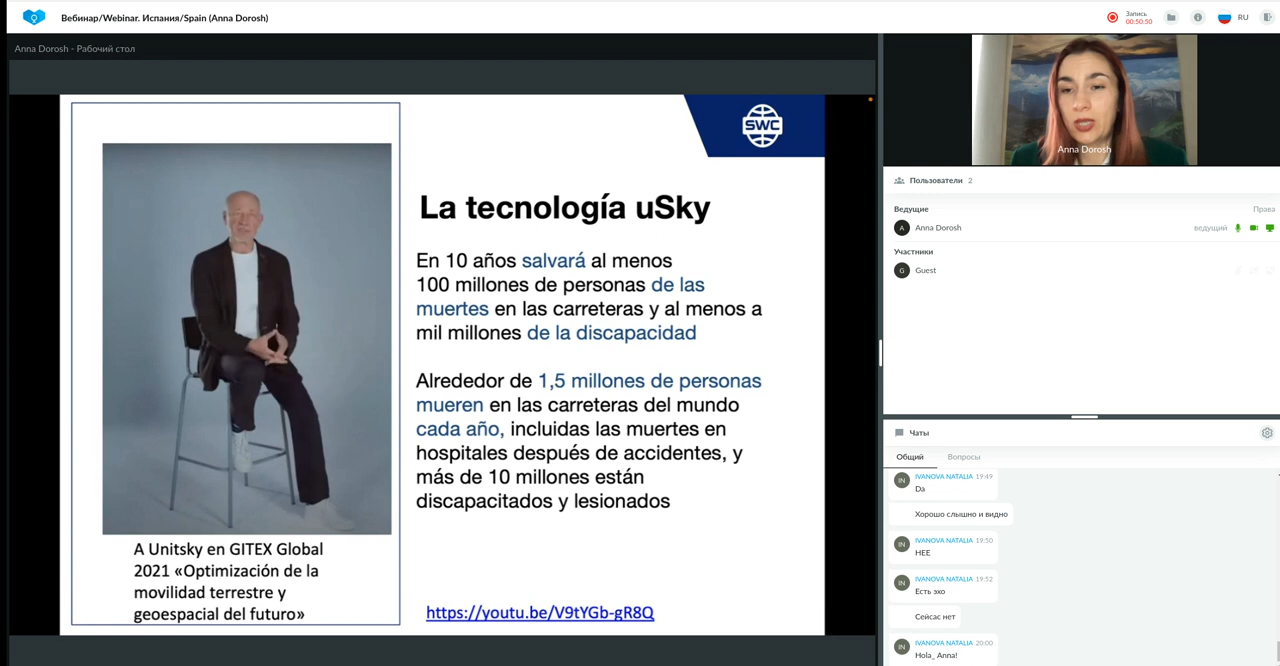 Вебинар/Webinar. Испания/Spain (Anna Dorosh)
Запись
00:50:50
RU
Anna Dorosh - Рабочий стол
SWC
La tecnología uSky
En 10 años salvará al menos
100 millones de personas de las
muertes en las carreteras y al menos a
mil millones de la discapacidad
Alrededor de 1,5 millones de personas
mueren en las carreteras del mundo
cada año, incluidas las muertes en
hospitales después de accidentes, y
más de 10 millones están
discapacitados y lesionados
A Unitsky en GITEX Global
2021 «Optimización de la
movilidad terrestre y
geoespacial del futuro»
https://youtu.be/V9tYGb-gR8Q
Anna Dorosh
Пользователи 2
Ведущие Права
A Anna Dorosh ведущий
Участники
G Guest
Чаты
Общий Вопросы
IN IVANOVA NATALIA 19:49
Da
Хорошо слышно и видно
IN IVANOVA NATALIA 19:50
HEE
IN IVANOVA NATALIA 19:52
Есть эхо
Сейсас нет
IN IVANOVA NATALIA 20:00
Hola_ Anna!